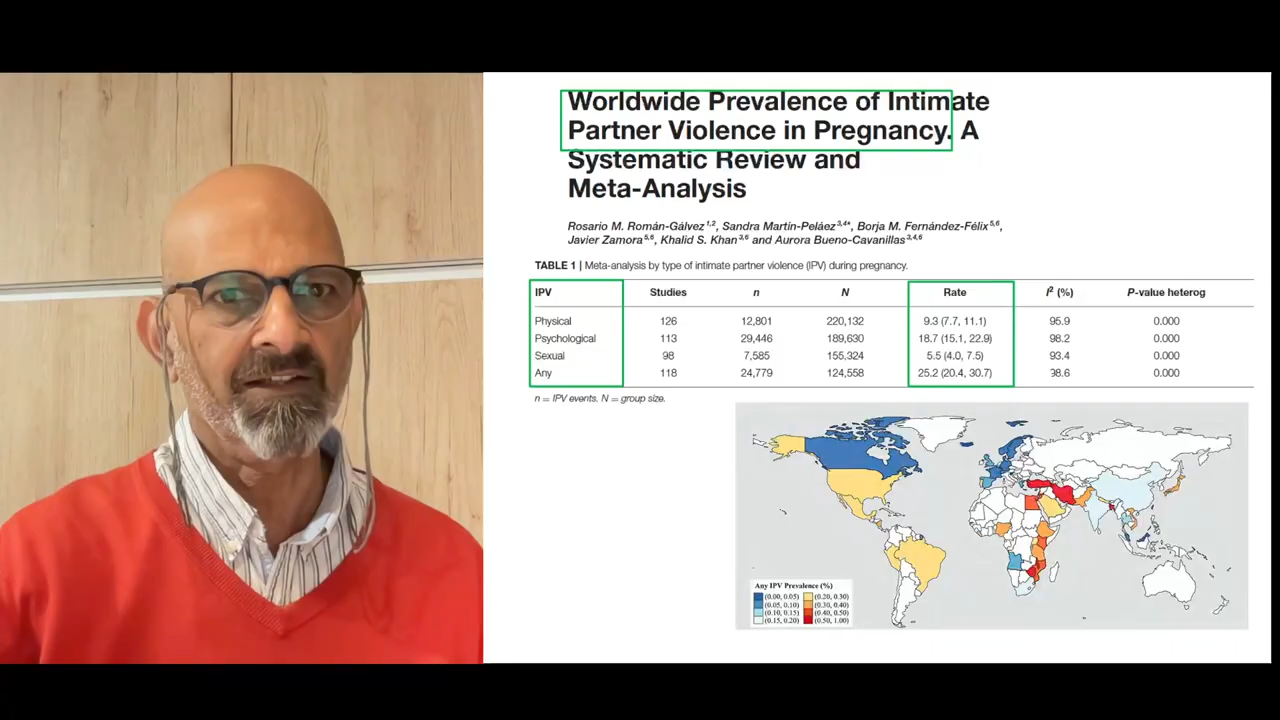 Worldwide Prevalence of Intimate
Partner Violence in Pregnancy. A
Systematic Review and
Meta-Analysis
Rosario M. Román-Gálvez 1,2, Sandra Martín-Peláez 3,4*, Borja M. Fernández-Félix 5,6,
Javier Zamora 5,6, Khalid S. Khan 3,6 and Aurora Bueno-Cavanillas 3,4,6
TABLE 1 | Meta-analysis by type of intimate partner violence (IPV) during pregnancy.
IPV Studies n N Rate I² (%) P-value heterog
Physical 126 12,801 220,132 9.3 (7.7, 11.1) 95.9 0.000
Psychological 113 29,446 189,630 18.7 (15.1, 22.9) 98.2 0.000
Sexual 98 7,585 155,324 5.5 (4.0, 7.5) 93.4 0.000
Any 118 24,779 124,558 25.2 (20.4, 30.7) 98.6 0.000
n = IPV events. N = group size.
Any IPV Prevalence (%)
(0.00, 0.05) (0.20, 0.30)
(0.05, 0.10) (0.30, 0.40)
(0.10, 0.15) (0.40, 0.50)
(0.15, 0.20) (0.50, 1.00)